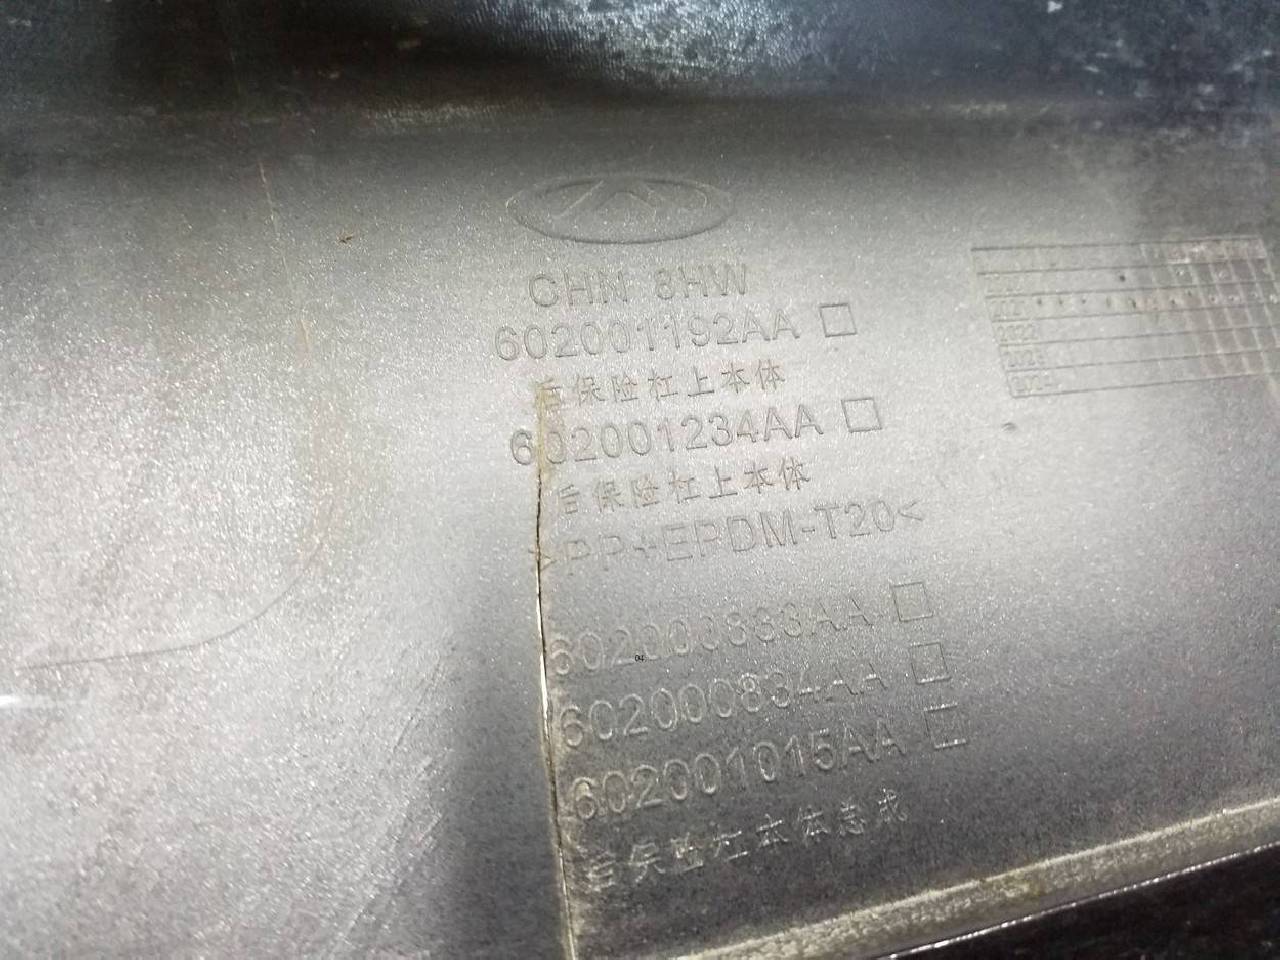 CHN 8HW
602001192AA □
后保险杠上本体
602001234AA □
后保险杠上本体
>PP+EPDM-T20<
602000833AA □
602000834AA □
602001015AA □
后保险杠本体总成
2021
2022
2023
2024